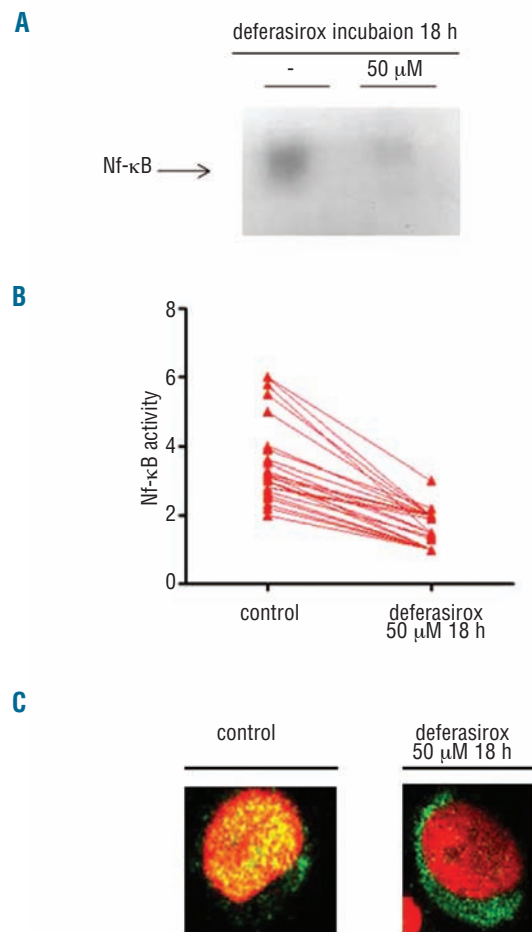 A
deferasirox incubaion 18 h
-
50 μM
Nf-κB
B
8
6
4
2
0
Nf-κB activity
control
deferasirox
50 μM 18 h
C
control
deferasirox
50 μM 18 h